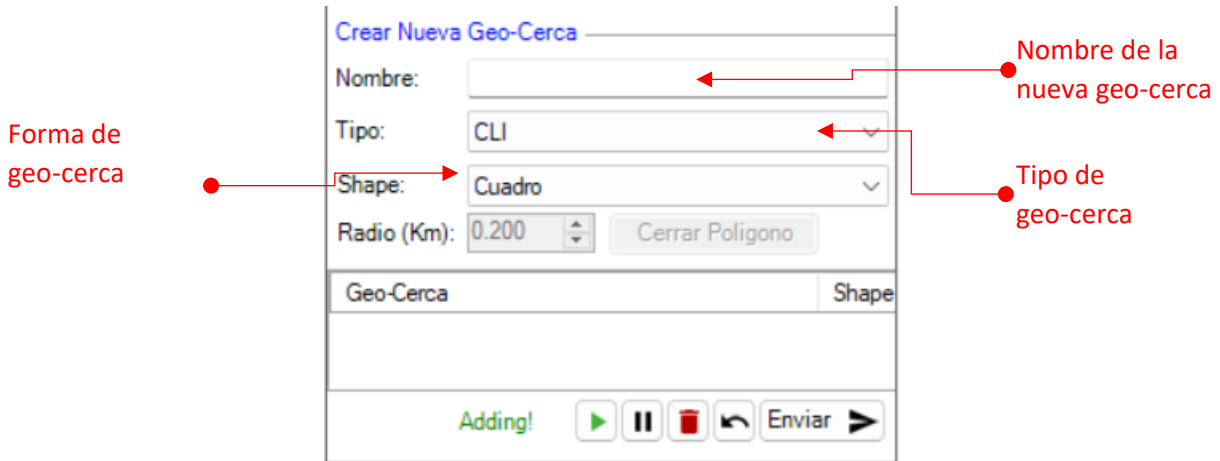 Crear Nueva Geo-Cerca
Nombre:
Nombre de la
nueva geo-cerca
Tipo:
CLI
Forma de
geo-cerca
Shape:
Cuadro
Tipo de
geo-cerca
Radio (Km):
0.200
Cerrar Poligono
Geo-Cerca
Shape
Adding!
Enviar